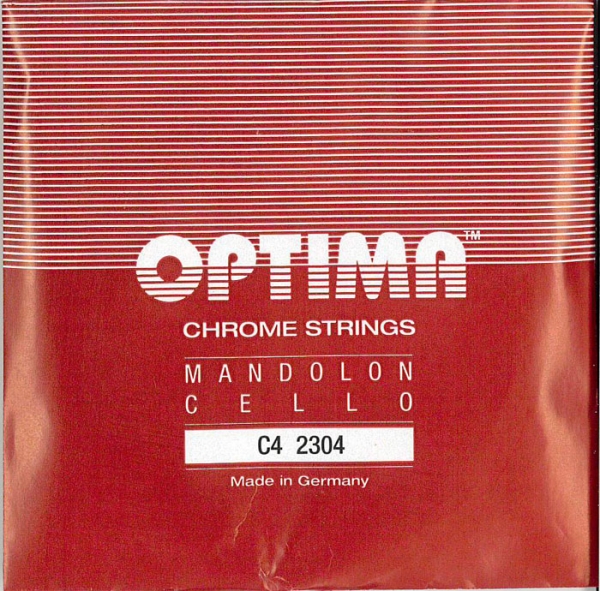 OPTIMA™
CHROME STRINGS
MANDOLON
CELLO
C4 2304
Made in Germany